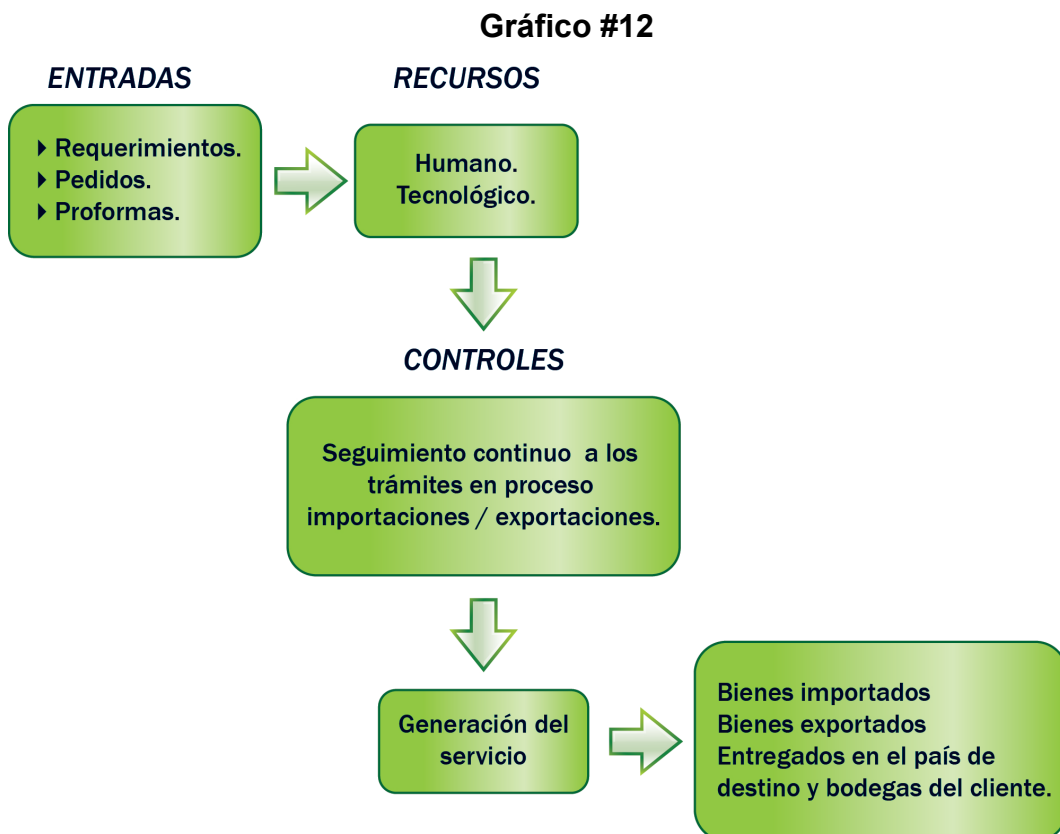 Gráfico #12
ENTRADAS
RECURSOS
Requerimientos.
Pedidos.
Proformas.
Humano.
Tecnológico.
CONTROLES
Seguimiento continuo a los
trámites en proceso
importaciones / exportaciones.
Generación del
servicio
Bienes importados
Bienes exportados
Entregados en el país de
destino y bodegas del cliente.